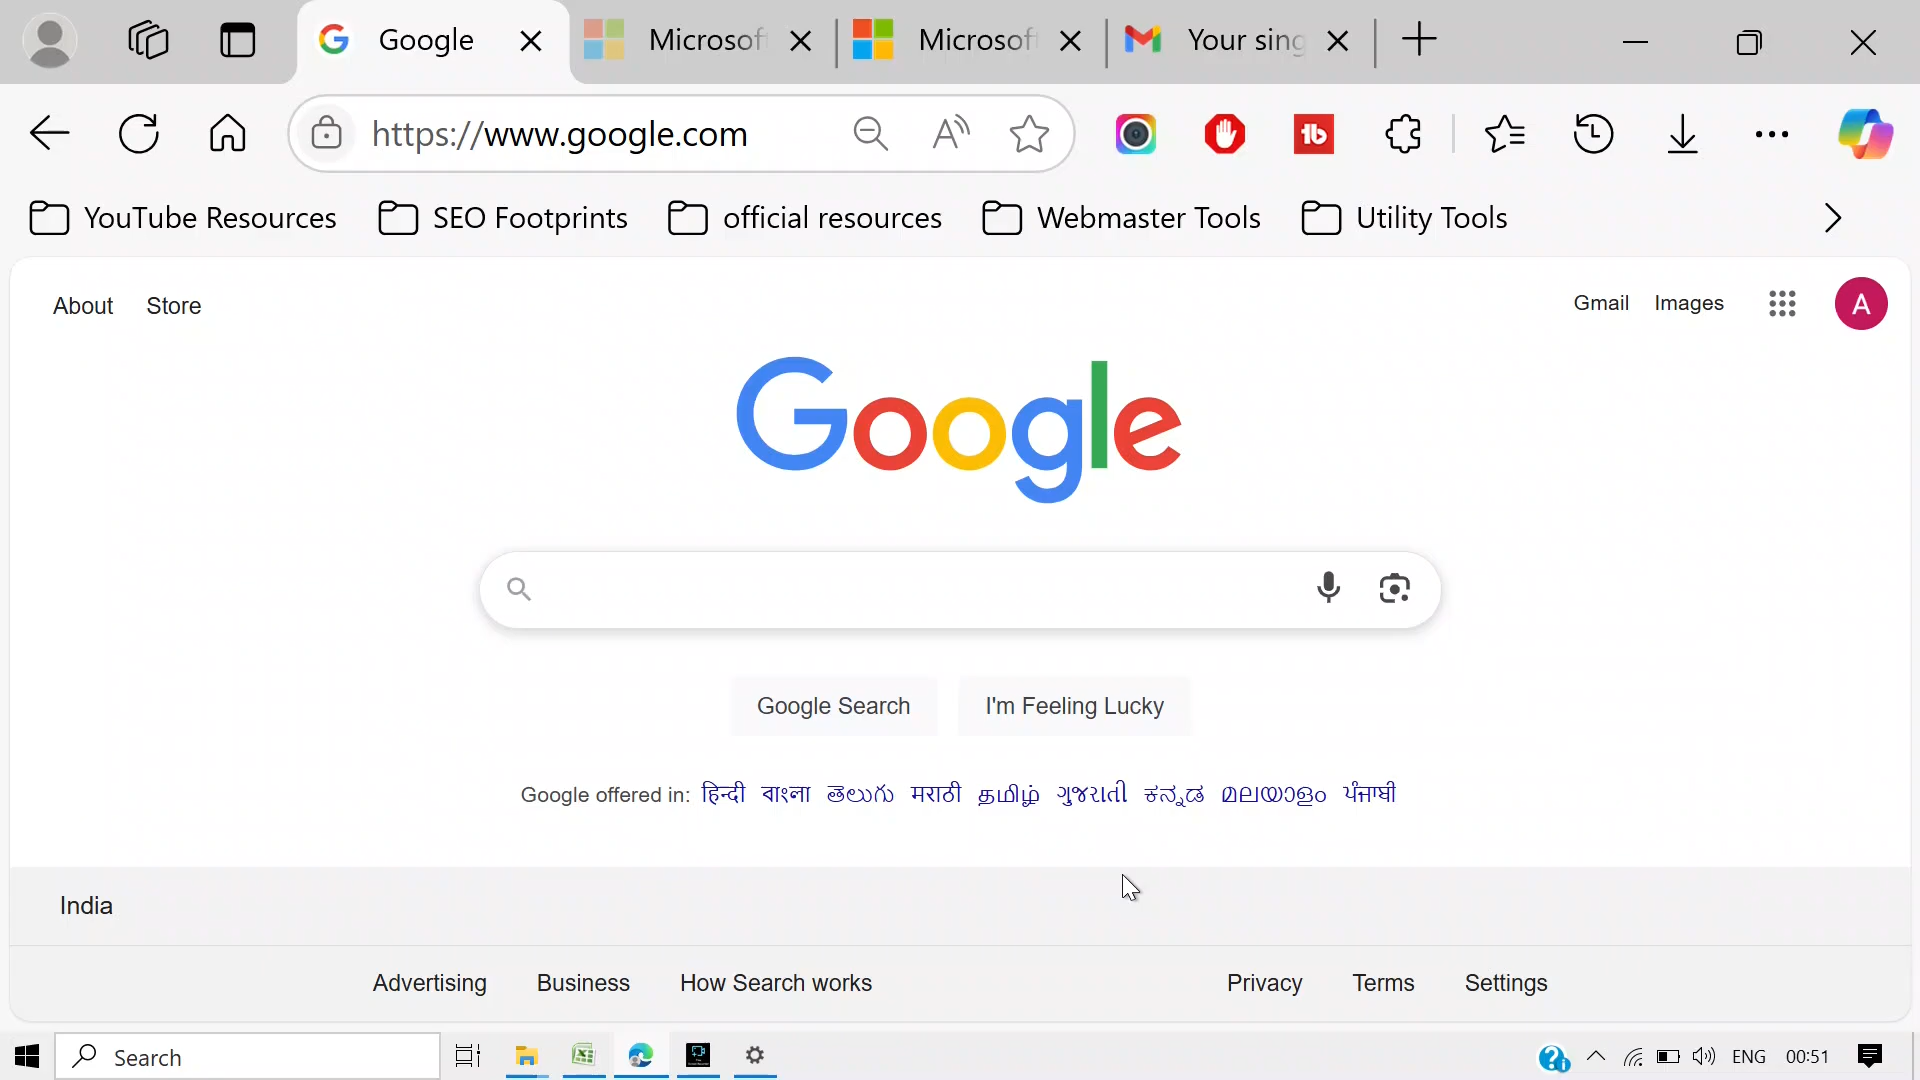 Google Microsof Microsof Your sing
https://www.google.com
YouTube Resources SEO Footprints official resources Webmaster Tools Utility Tools
About Store Gmail Images A
Google
Google Search I'm Feeling Lucky
Google offered in: हिन्दी বাংলা తెలుగు मराठी தமிழ் ગુજરાતી ಕನ್ನಡ മലയാളം ਪੰਜਾਬੀ
India
Advertising Business How Search works Privacy Terms Settings
Search ENG 00:51